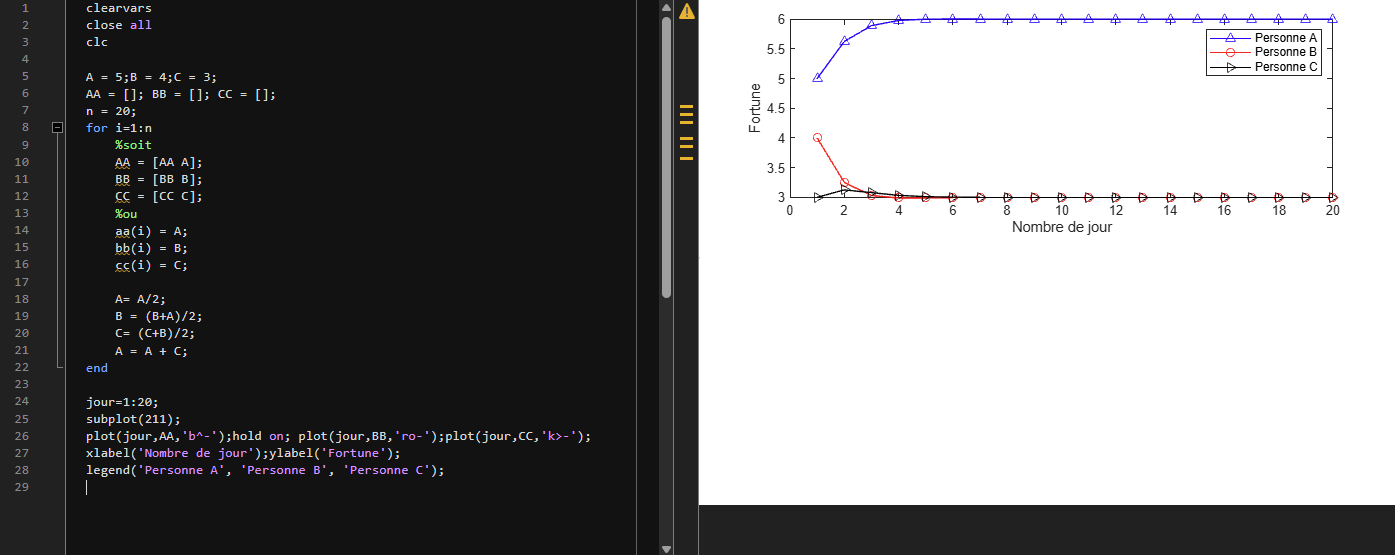 1 clearvars
2 close all
3 clc
4
5 A = 5;B = 4;C = 3;
6 AA = []; BB = []; CC = [];
7 n = 20;
8 for i=1:n
9 %soit
10 AA = [AA A];
11 BB = [BB B];
12 CC = [CC C];
13 %ou
14 aa(i) = A;
15 bb(i) = B;
16 cc(i) = C;
17
18 A= A/2;
19 B = (B+A)/2;
20 C= (C+B)/2;
21 A = A + C;
22 end
23
24 jour=1:20;
25 subplot(211);
26 plot(jour,AA,'b^-');hold on; plot(jour,BB,'ro-');plot(jour,CC,'k>-');
27 xlabel('Nombre de jour');ylabel('Fortune');
28 legend('Personne A', 'Personne B', 'Personne C');
29
6
5.5
5
4.5
4
3.5
3
Fortune
Personne A
Personne B
Personne C
0 2 4 6 8 10 12 14 16 18 20
Nombre de jour